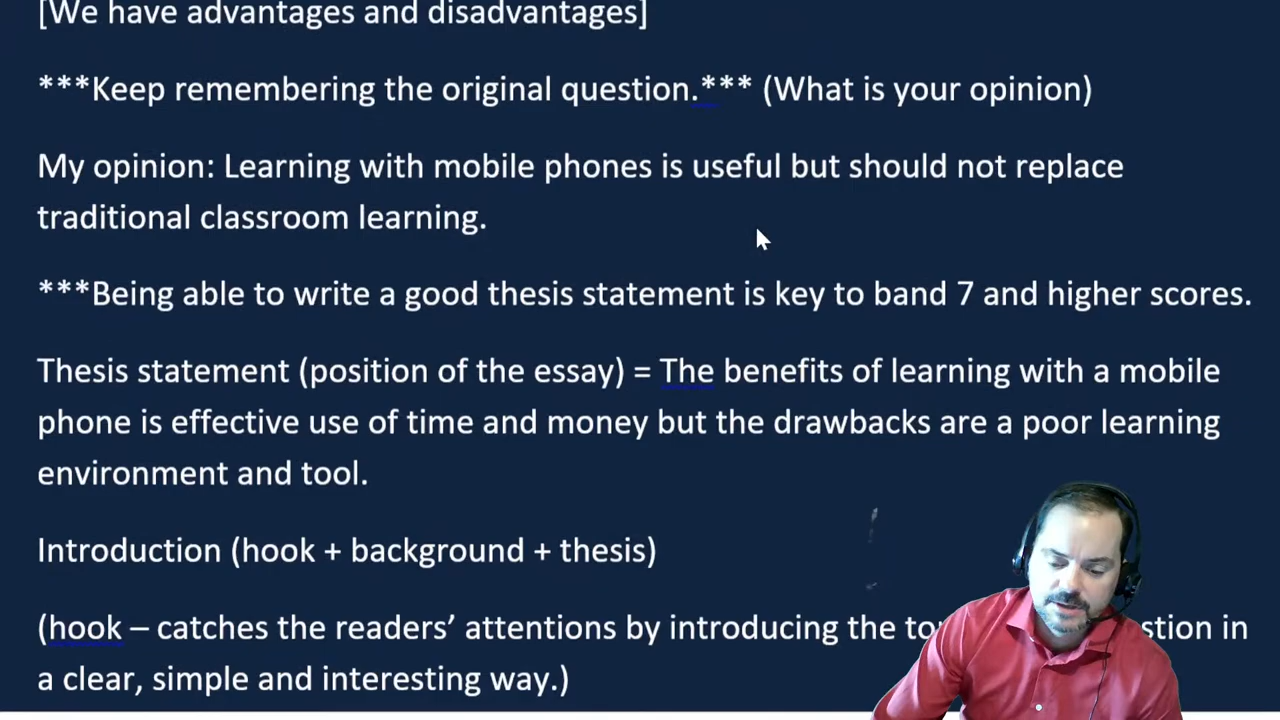 [We have advantages and disadvantages]
***Keep remembering the original question.*** (What is your opinion)
My opinion: Learning with mobile phones is useful but should not replace
traditional classroom learning.
***Being able to write a good thesis statement is key to band 7 and higher scores.
Thesis statement (position of the essay) = The benefits of learning with a mobile
phone is effective use of time and money but the drawbacks are a poor learning
environment and tool.
Introduction (hook + background + thesis)
(hook – catches the readers’ attentions by introducing the in
a clear, simple and interesting way.)